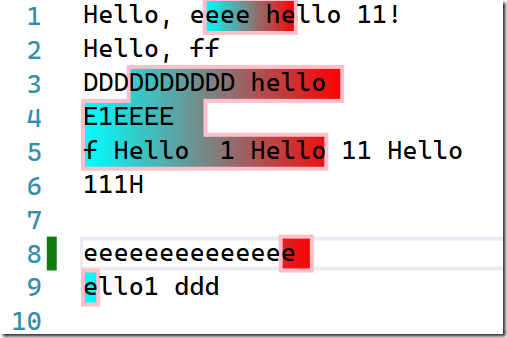 1 Hello, eeee hello 11!
2 Hello, ff
3 DDDDDDDDDD hello
4 E1EEEE
5 f Hello  1 Hello 11 Hello
6 111H
7
8 eeeeeeeeeeeeee
9 ello1 ddd
10